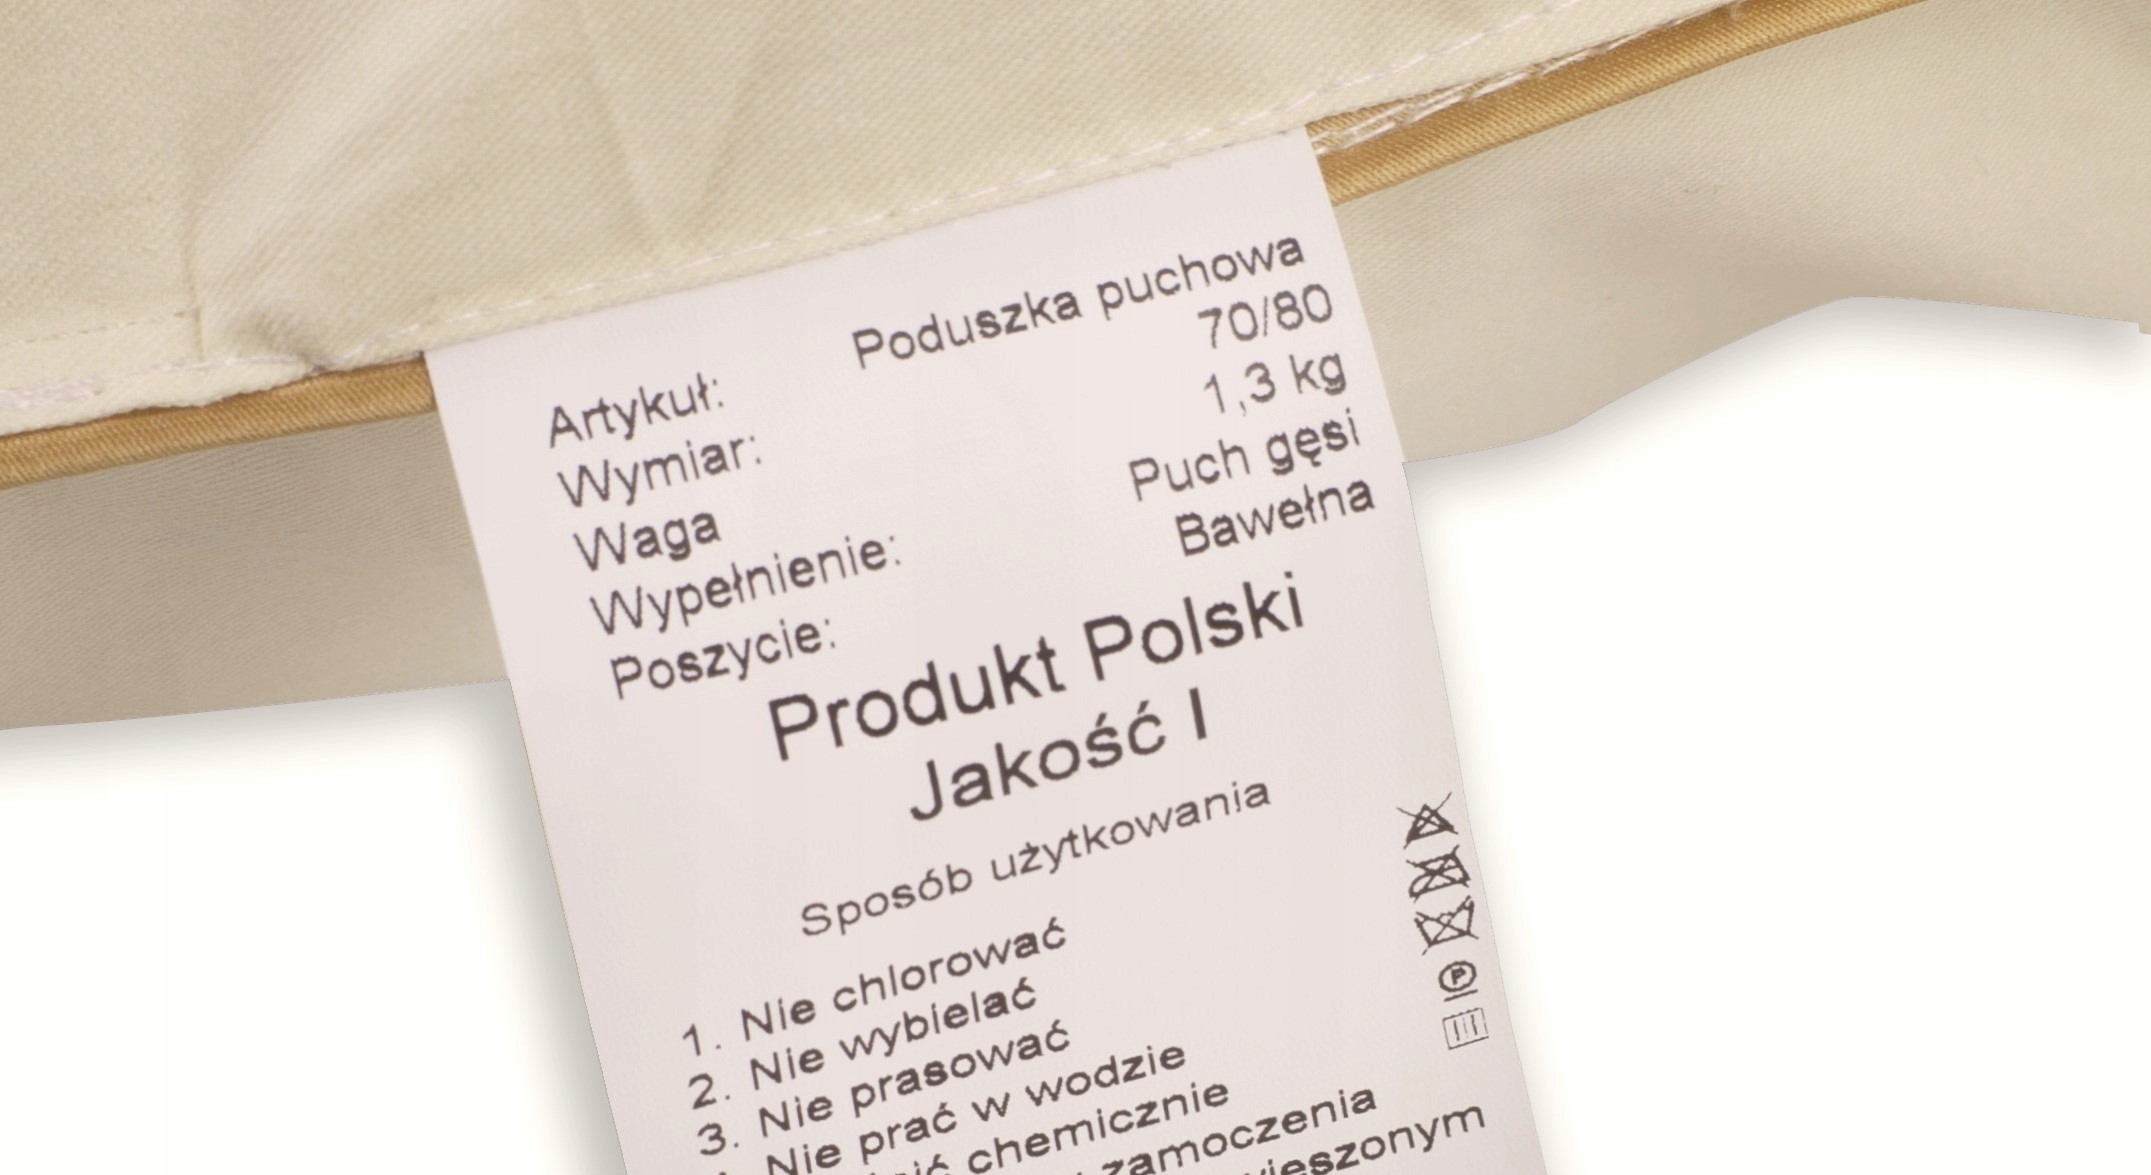 Artykuł: Poduszka puchowa
Wymiar: 70/80
Waga 1,3 kg
Wypełnienie: Puch gęsi
Poszycie: Bawełna
Produkt Polski
Jakość I
Sposób użytkowania
1. Nie chlorować
2. Nie wybielać
3. Nie prasować
Nie prać w wodzie
chemicznie
zamoczenia
P